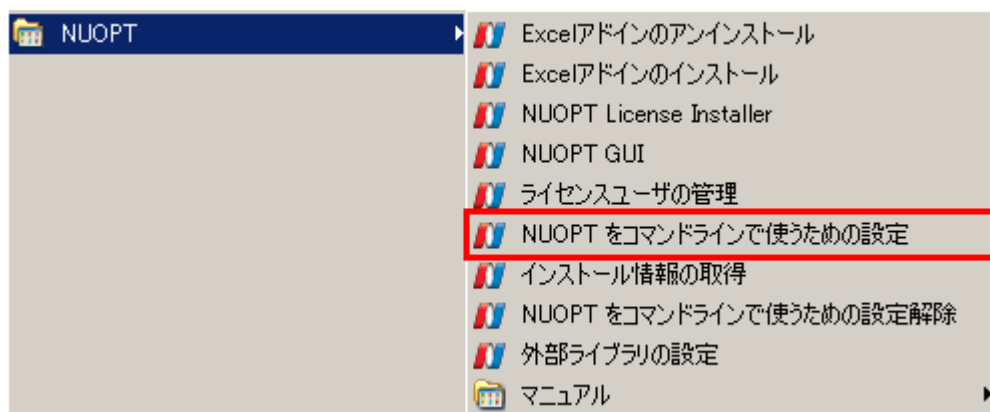 NUOPT
Excelアドインのアンインストール
Excelアドインのインストール
NUOPT License Installer
NUOPT GUI
ライセンスユーザの管理
NUOPT をコマンドラインで使うための設定
インストール情報の取得
NUOPT をコマンドラインで使うための設定解除
外部ライブラリの設定
マニュアル